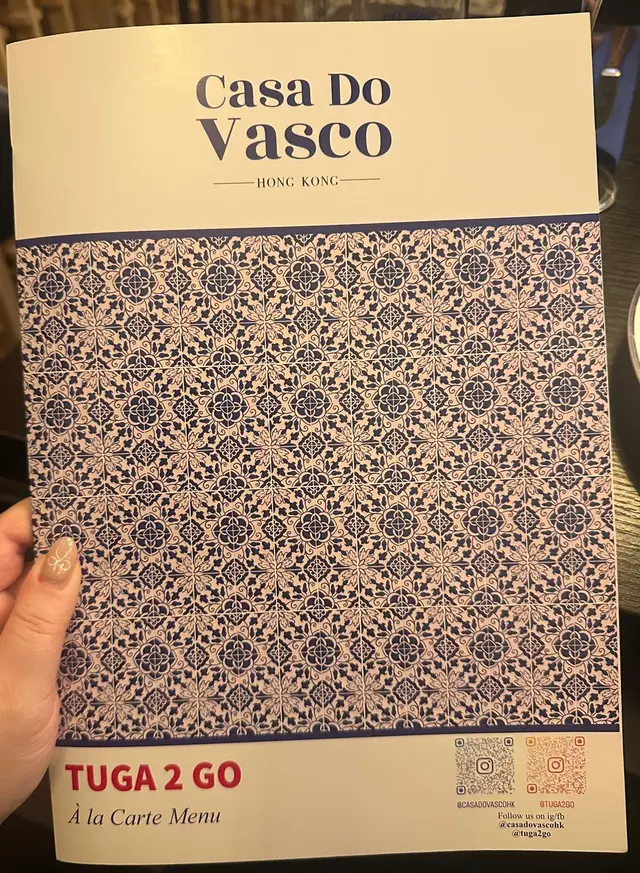 Casa Do
Vasco
HONG KONG
TUGA 2 GO
À la Carte Menu
@CASADOVASCOHK
@TUGA2GO
Follow us on ig/fb
@casadovascohk
@tuga2go